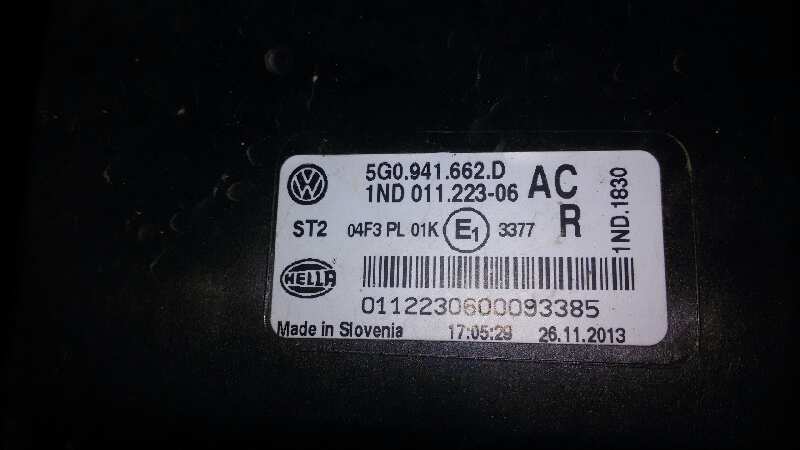 5G0.941.662.D
1ND 011.223-06 AC
ST2 04F3 PL 01K E1 3377 R
1ND.1830
HELLA
0112230600093385
Made in Slovenia 17:05:29 26.11.2013